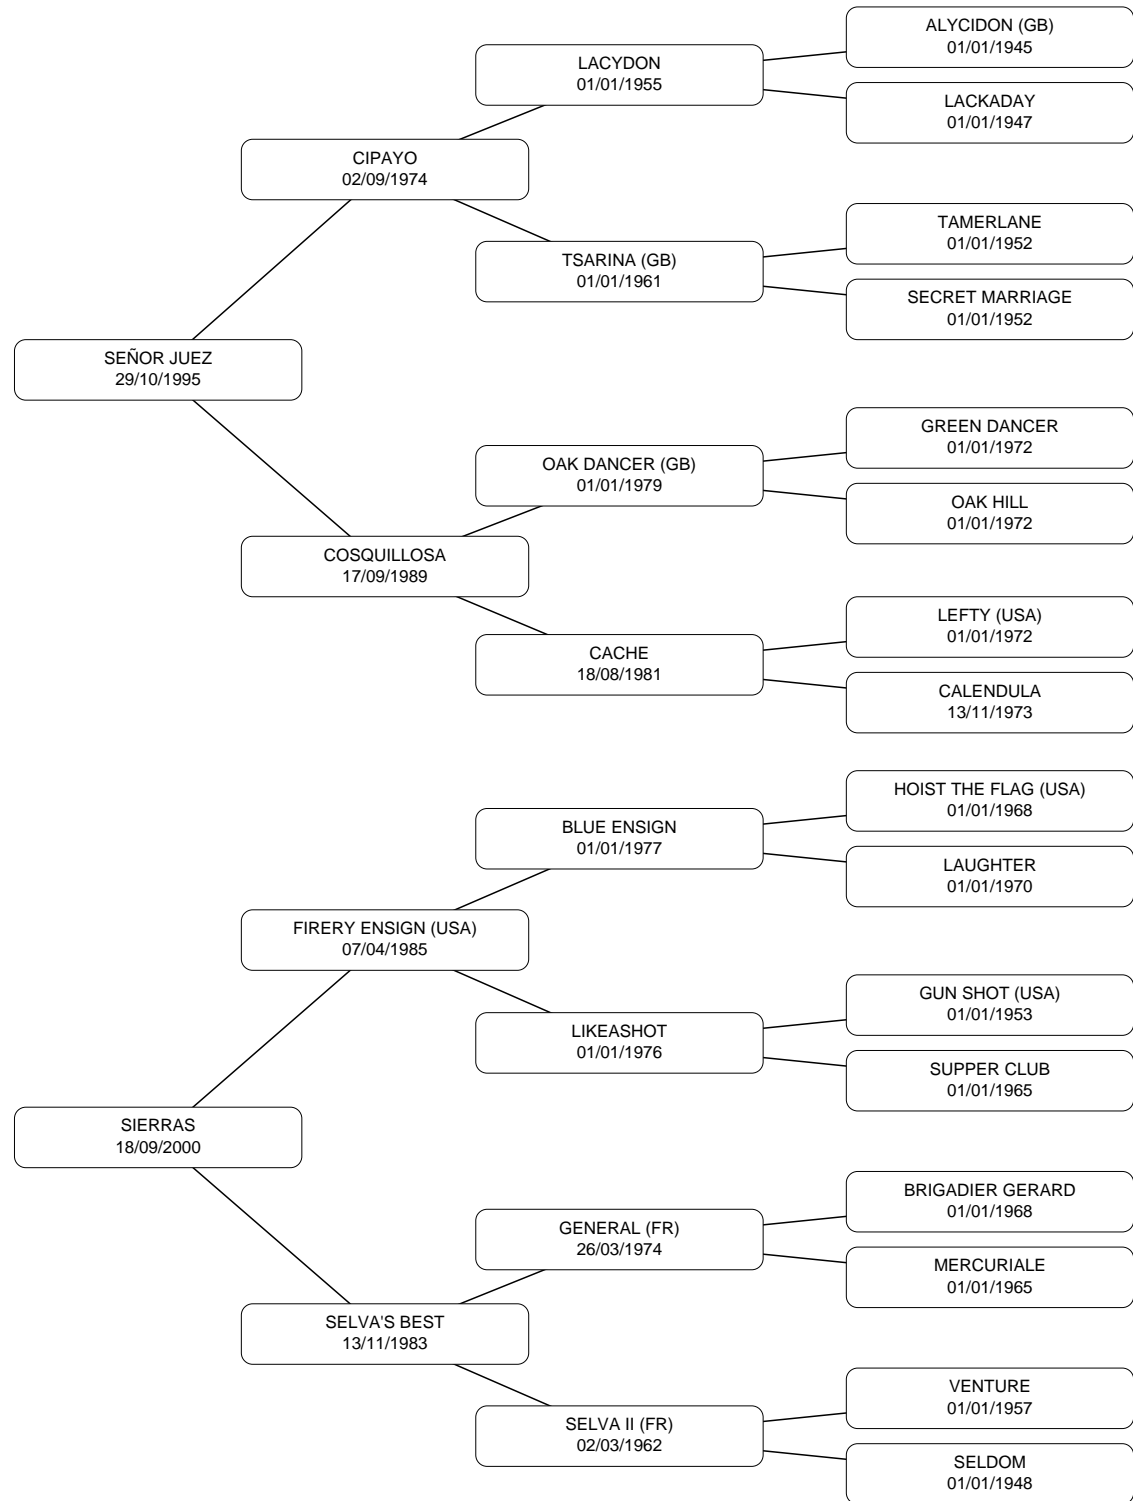 ALYCIDON (GB)
01/01/1945
LACYDON
01/01/1955
LACKADAY
01/01/1947
CIPAYO
02/09/1974
TAMERLANE
01/01/1952
TSARINA (GB)
01/01/1961
SECRET MARRIAGE
01/01/1952
SEÑOR JUEZ
29/10/1995
GREEN DANCER
01/01/1972
OAK DANCER (GB)
01/01/1979
OAK HILL
01/01/1972
COSQUILLOSA
17/09/1989
LEFTY (USA)
01/01/1972
CACHE
18/08/1981
CALENDULA
13/11/1973
HOIST THE FLAG (USA)
01/01/1968
BLUE ENSIGN
01/01/1977
LAUGHTER
01/01/1970
FIRERY ENSIGN (USA)
07/04/1985
GUN SHOT (USA)
01/01/1953
LIKEASHOT
01/01/1976
SUPPER CLUB
01/01/1965
SIERRAS
18/09/2000
BRIGADIER GERARD
01/01/1968
GENERAL (FR)
26/03/1974
MERCURIALE
01/01/1965
SELVA'S BEST
13/11/1983
VENTURE
01/01/1957
SELVA II (FR)
02/03/1962
SELDOM
01/01/1948